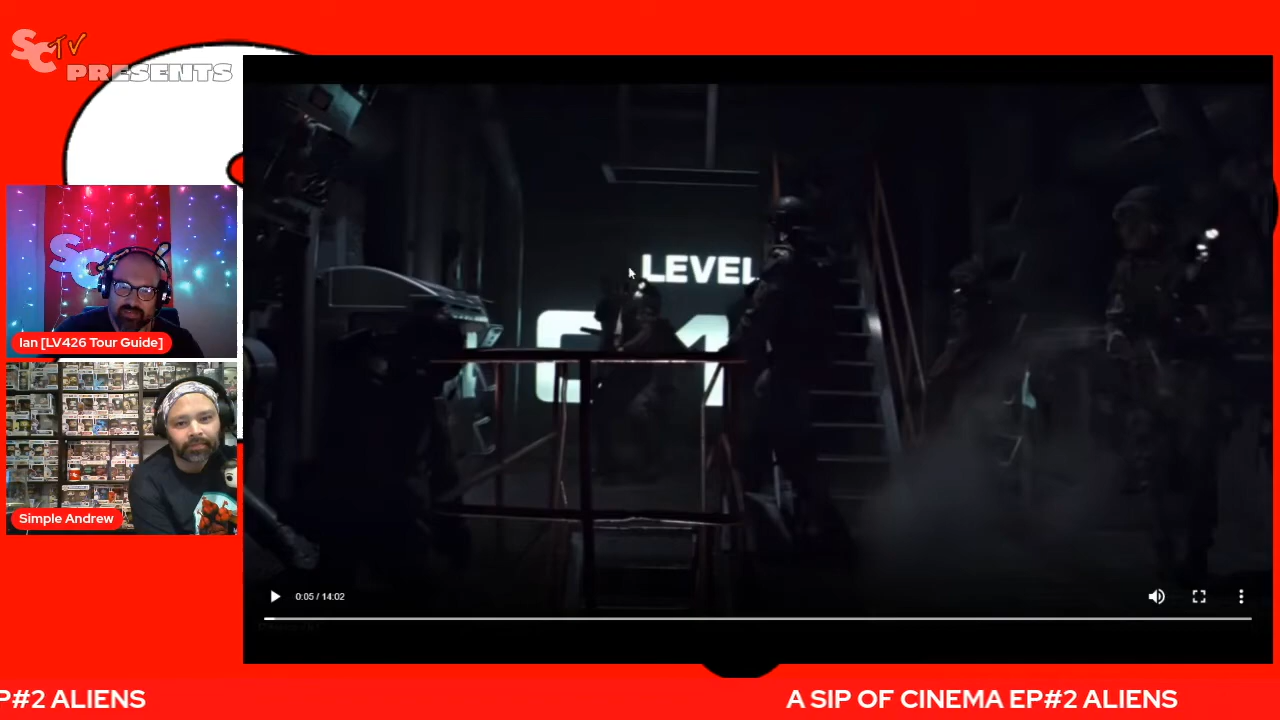 SC TV
PRESENTS
SC
Ian [LV426 Tour Guide]
Simple Andrew
LEVEL
0:05 / 14:02
P#2 ALIENS
A SIP OF CINEMA EP#2 ALIENS